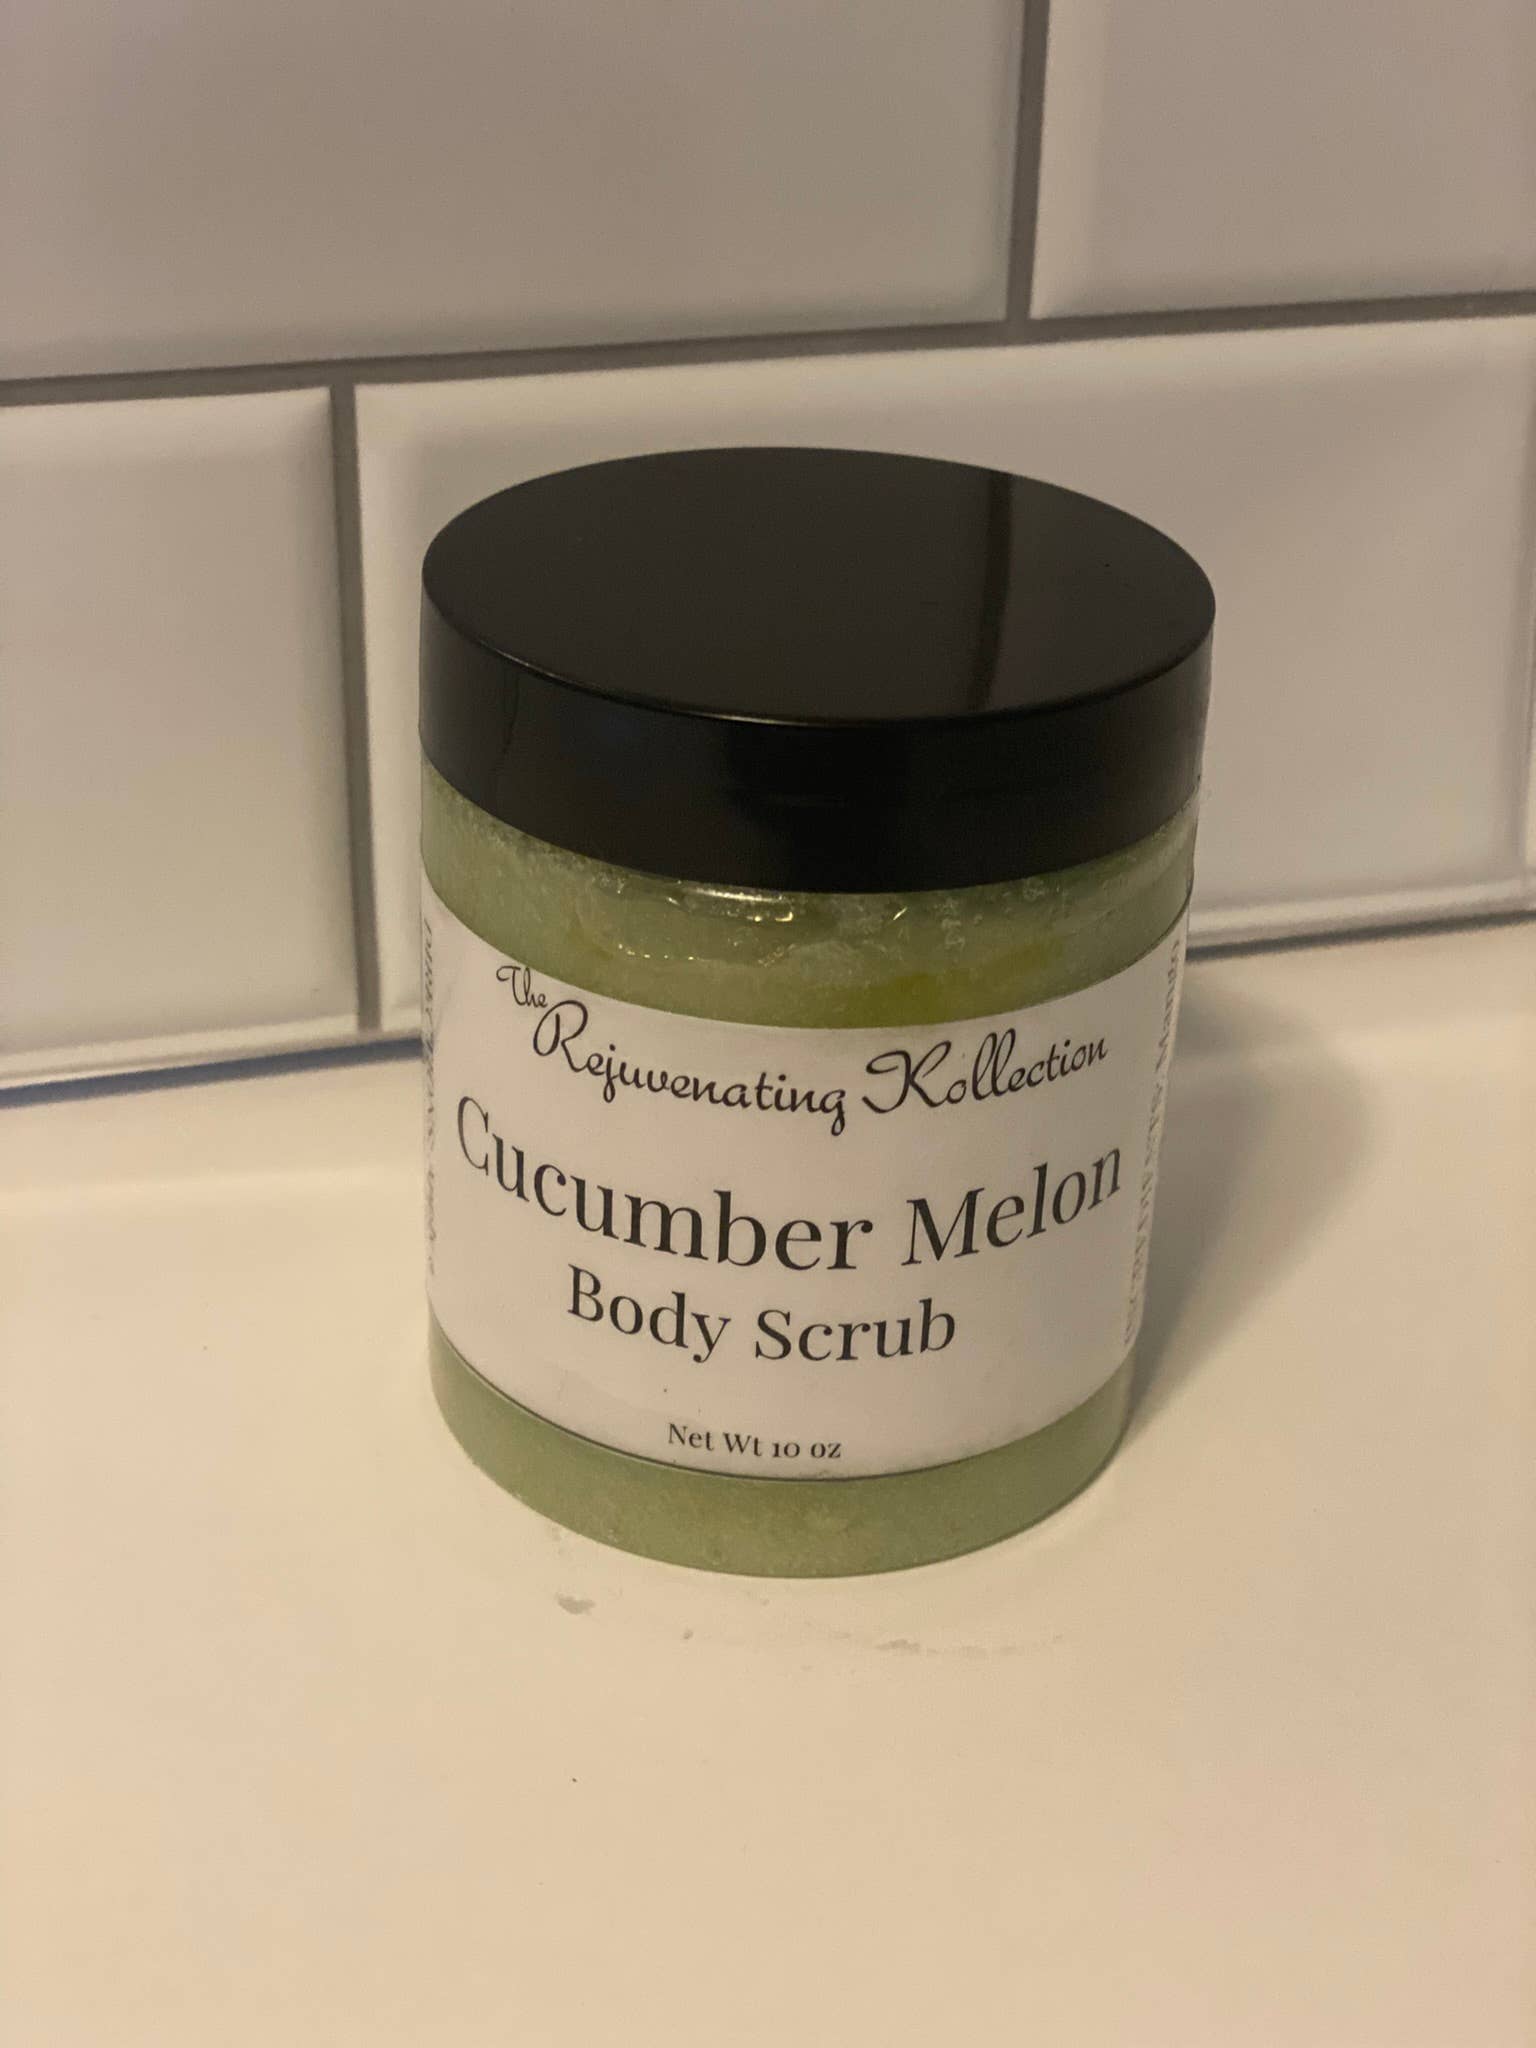 The Rejuvenating Kollection
Cucumber Melon
Body Scrub
Net Wt 10 oz